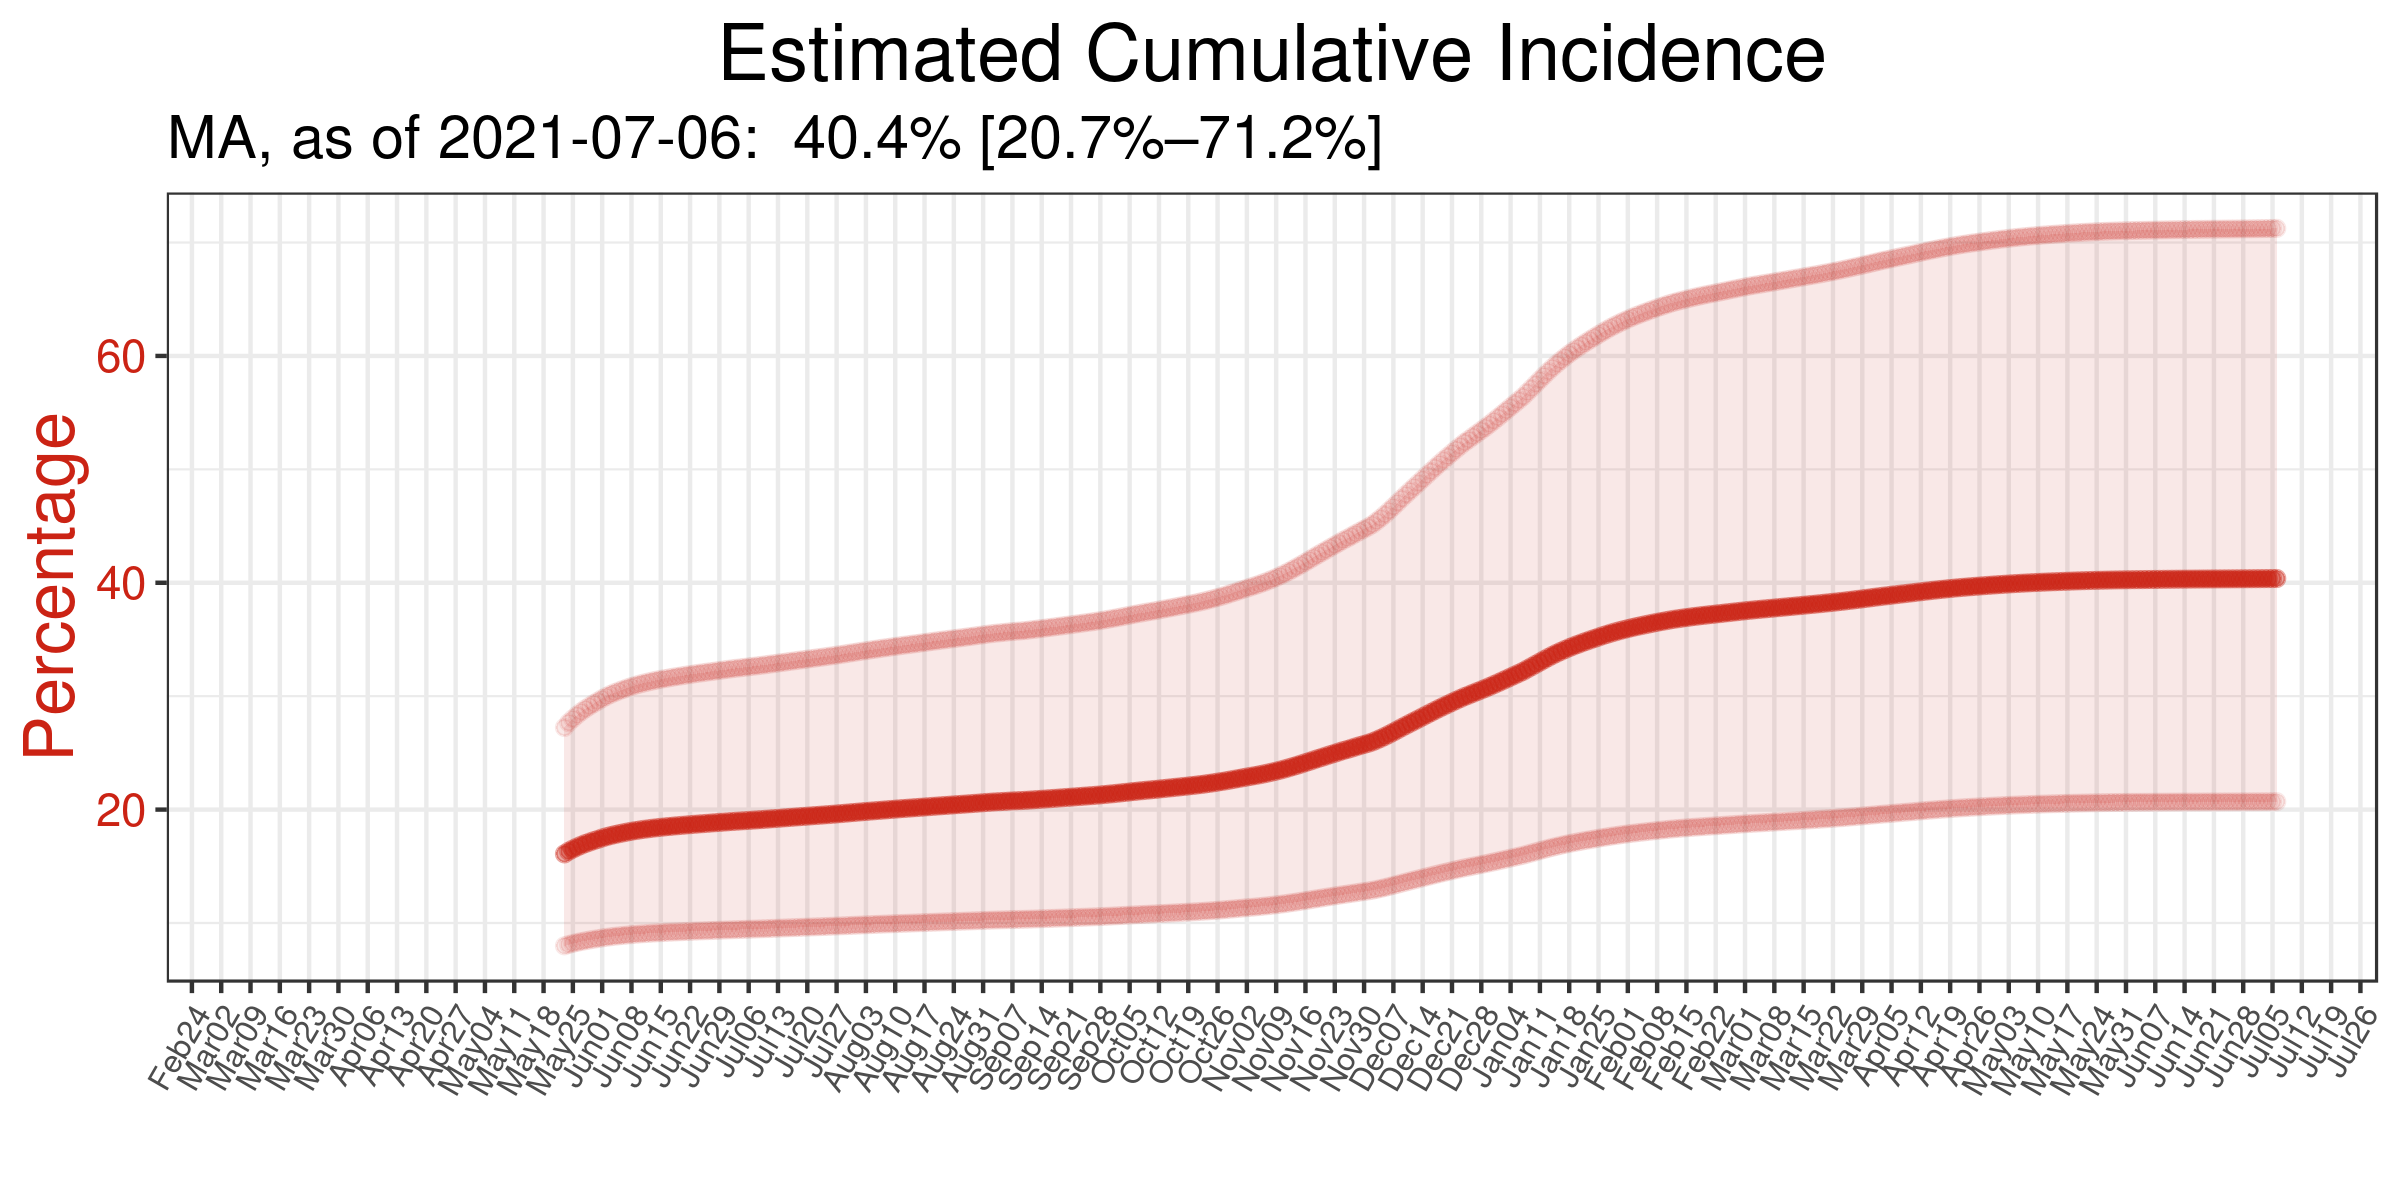 Estimated Cumulative Incidence
MA, as of 2021-07-06:  40.4% [20.7%–71.2%]
Percentage
60
40
20
Feb24 Mar02 Mar09 Mar16 Mar23 Mar30 Apr06 Apr13 Apr20 Apr27 May04 May11 May18 May25 Jun01 Jun08 Jun15 Jun22 Jun29 Jul06 Jul13 Jul20 Jul27 Aug03 Aug10 Aug17 Aug24 Aug31 Sep07 Sep14 Sep21 Sep28 Oct05 Oct12 Oct19 Oct26 Nov02 Nov09 Nov16 Nov23 Nov30 Dec07 Dec14 Dec21 Dec28 Jan04 Jan11 Jan18 Jan25 Feb01 Feb08 Feb15 Feb22 Mar01 Mar08 Mar15 Mar22 Mar29 Apr05 Apr12 Apr19 Apr26 May03 May10 May17 May24 May31 Jun07 Jun14 Jun21 Jun28 Jul05 Jul12 Jul19 Jul26